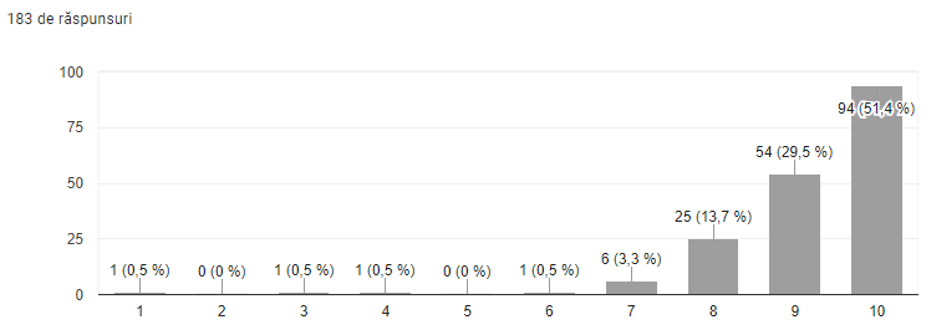 183 de răspunsuri
100
75
50
25
0
1 (0,5 %)
0 (0 %)
1 (0,5 %)
1 (0,5 %)
0 (0 %)
1 (0,5 %)
6 (3,3 %)
25 (13,7 %)
54 (29,5 %)
94 (51,4 %)
1 2 3 4 5 6 7 8 9 10